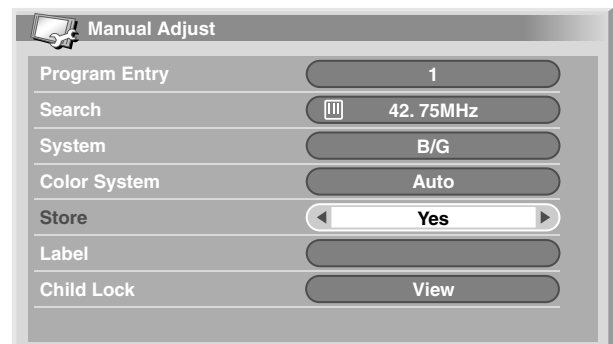 Manual Adjust
Program Entry 1
Search 42. 75MHz
System B/G
Color System Auto
Store Yes
Label
Child Lock View